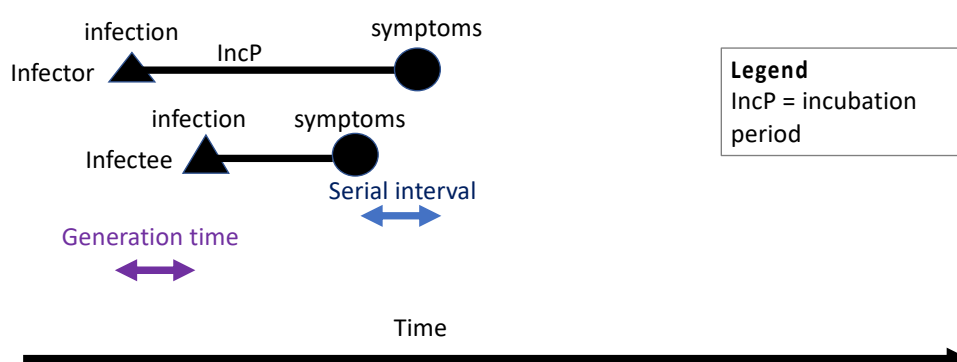 infection
symptoms
IncP
Infector
infection
symptoms
Infectee
Serial interval
Generation time
Time
Legend
IncP = incubation
period